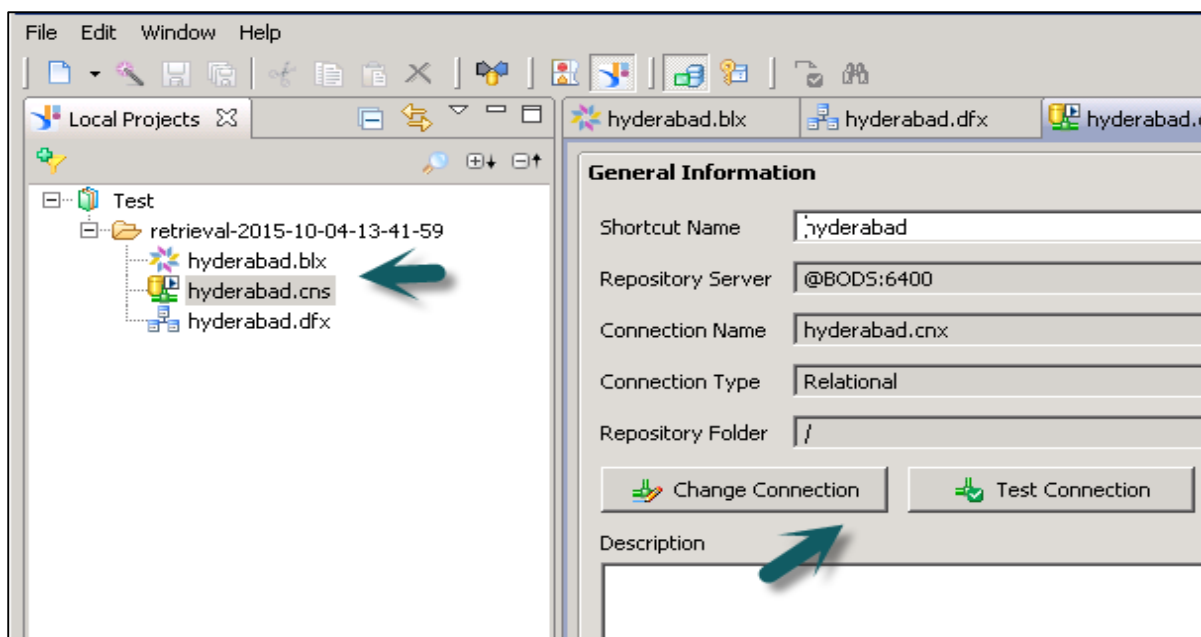 File Edit Window Help
Local Projects
hyderabad.blx
hyderabad.dfx
hyderabad.
Test
retrieval-2015-10-04-13-41-59
hyderabad.blx
hyderabad.cns
hyderabad.dfx
General Information
Shortcut Name hyderabad
Repository Server @BODS:6400
Connection Name hyderabad.cnx
Connection Type Relational
Repository Folder /
Change Connection Test Connection
Description